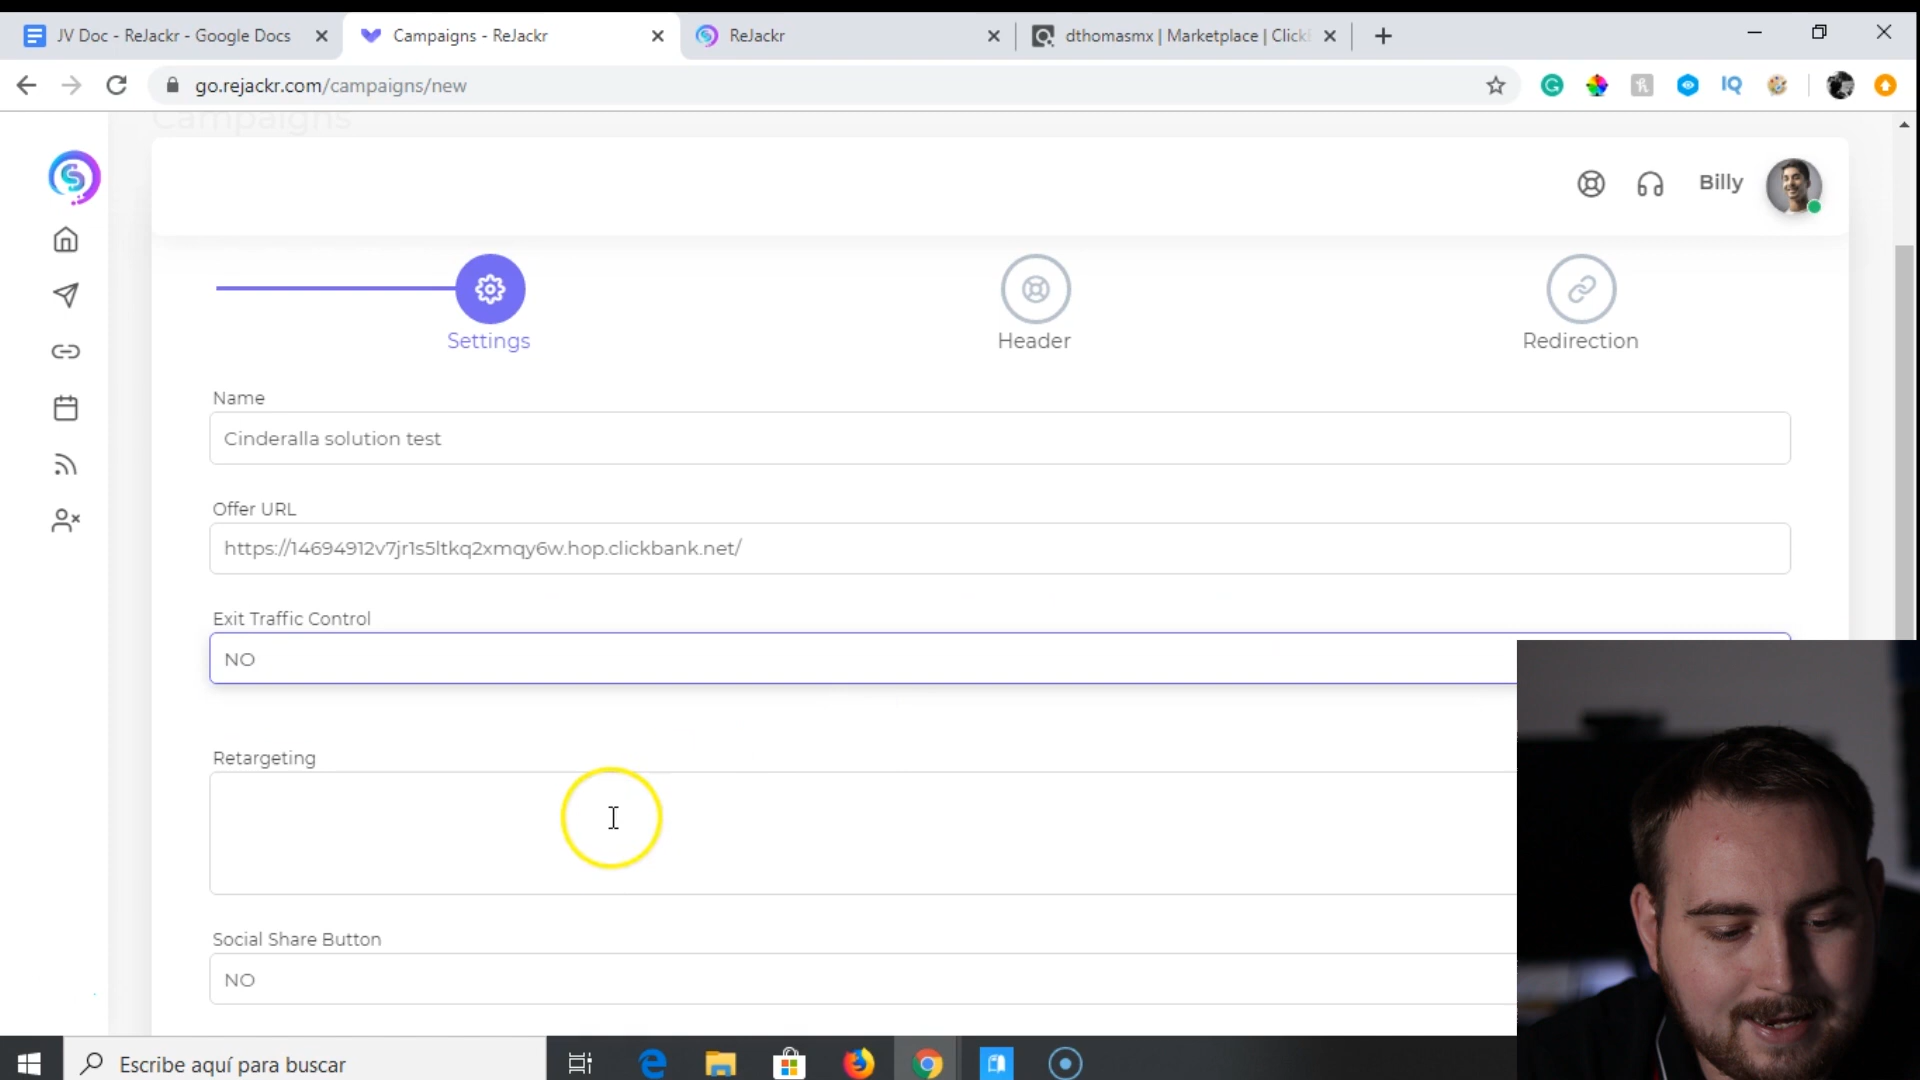 JV Doc - ReJackr - Google Docs
Campaigns - ReJackr
ReJackr
dthomasmx | Marketplace | Click
go.rejackr.com/campaigns/new
IQ
Campaigns
Billy
Settings
Header
Redirection
Name
Cinderalla solution test
Offer URL
https://14694912v7jr1s5ltkq2xmqy6w.hop.clickbank.net/
Exit Traffic Control
NO
Retargeting
Social Share Button
NO
Escribe aquí para buscar